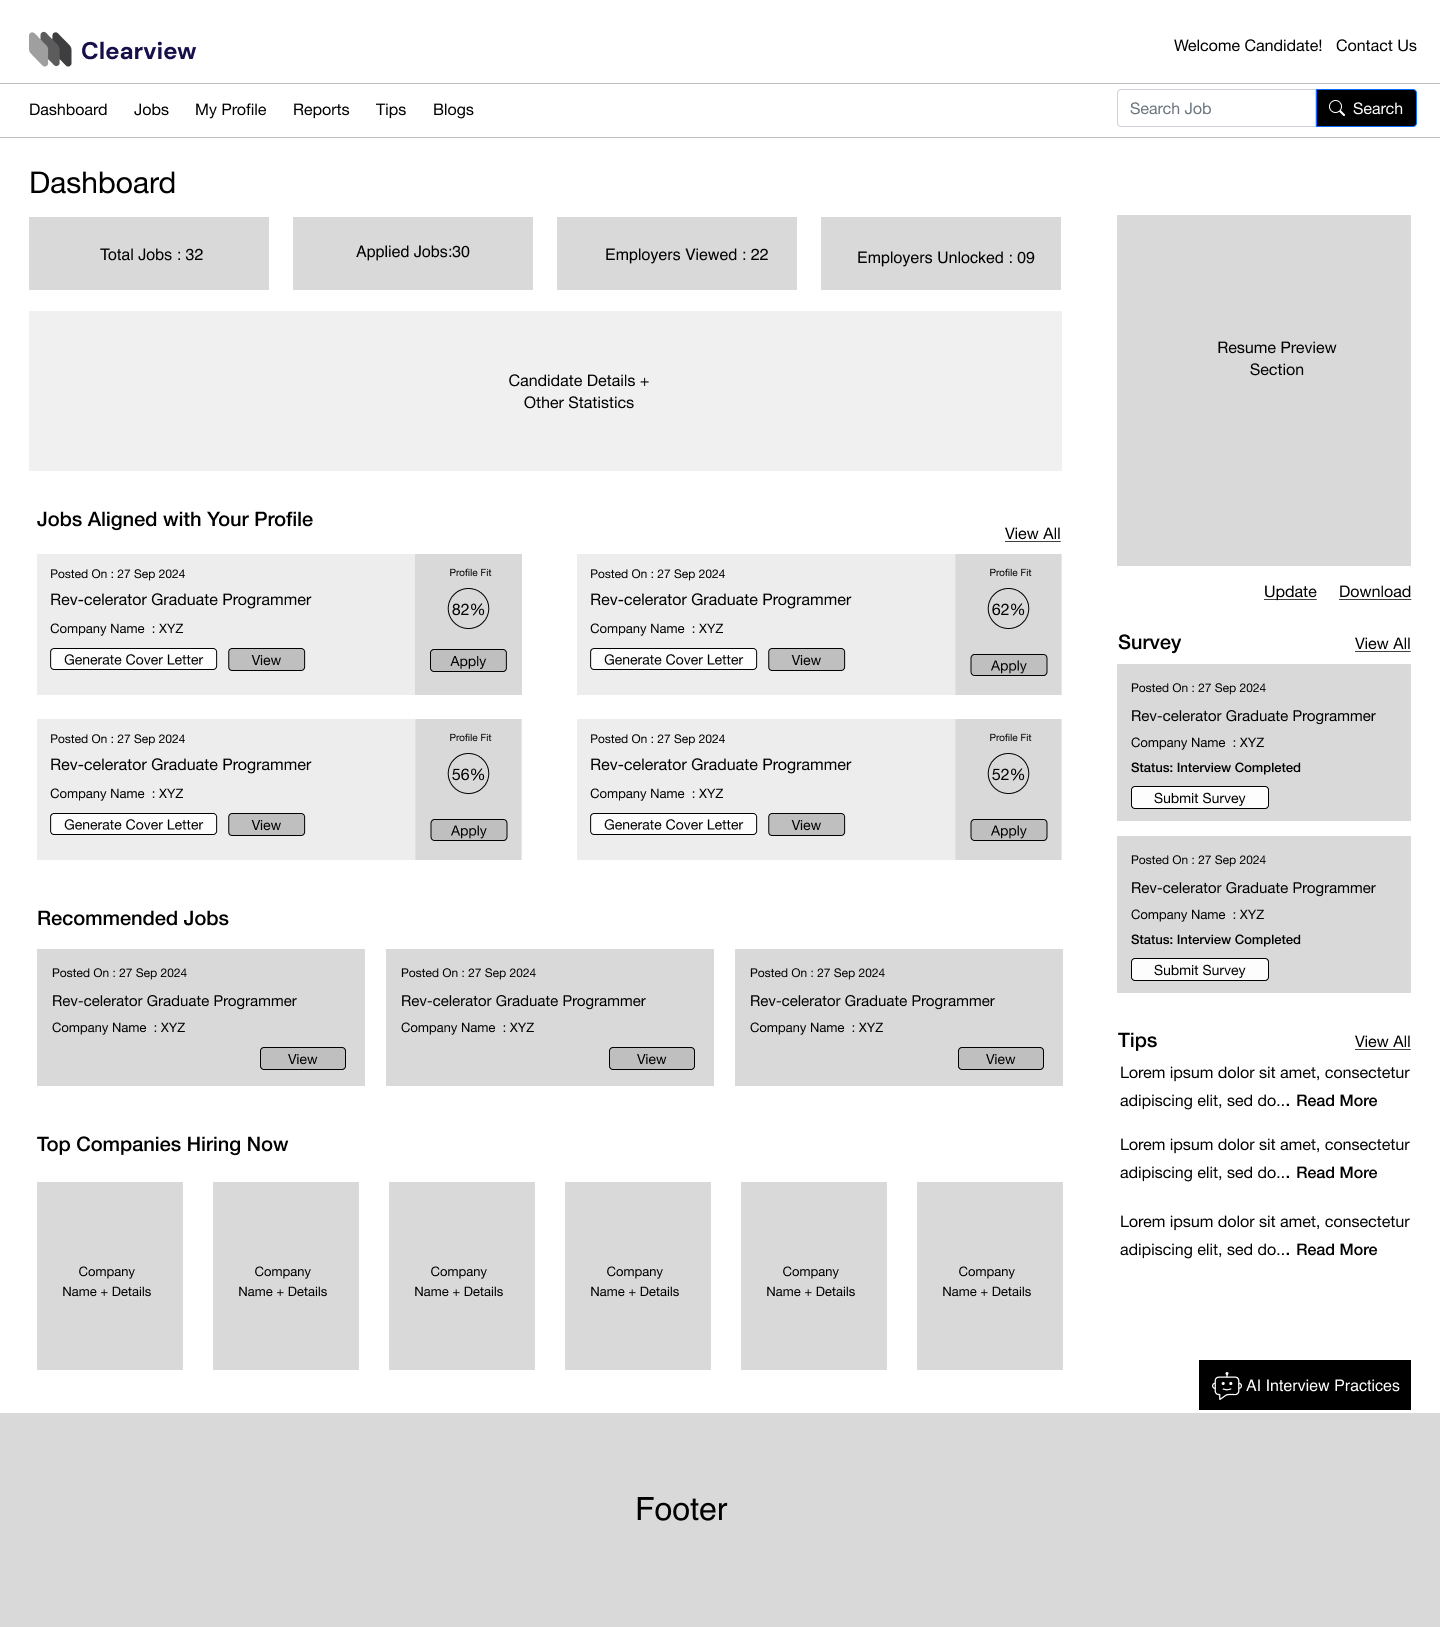 Clearview
Welcome Candidate! Contact Us
Dashboard Jobs My Profile Reports Tips Blogs
Search Job Search
Dashboard
Total Jobs : 32
Applied Jobs:30
Employers Viewed : 22
Employers Unlocked : 09
Candidate Details +
Other Statistics
Jobs Aligned with Your Profile
View All
Posted On : 27 Sep 2024
Rev-celerator Graduate Programmer
Company Name : XYZ
Generate Cover Letter View
Profile Fit
82%
Apply
Posted On : 27 Sep 2024
Rev-celerator Graduate Programmer
Company Name : XYZ
Generate Cover Letter View
Profile Fit
62%
Apply
Posted On : 27 Sep 2024
Rev-celerator Graduate Programmer
Company Name : XYZ
Generate Cover Letter View
Profile Fit
56%
Apply
Posted On : 27 Sep 2024
Rev-celerator Graduate Programmer
Company Name : XYZ
Generate Cover Letter View
Profile Fit
52%
Apply
Recommended Jobs
Posted On : 27 Sep 2024
Rev-celerator Graduate Programmer
Company Name : XYZ
View
Posted On : 27 Sep 2024
Rev-celerator Graduate Programmer
Company Name : XYZ
View
Posted On : 27 Sep 2024
Rev-celerator Graduate Programmer
Company Name : XYZ
View
Top Companies Hiring Now
Company
Name + Details
Company
Name + Details
Company
Name + Details
Company
Name + Details
Company
Name + Details
Company
Name + Details
Resume Preview
Section
Update Download
Survey View All
Posted On : 27 Sep 2024
Rev-celerator Graduate Programmer
Company Name : XYZ
Status: Interview Completed
Submit Survey
Posted On : 27 Sep 2024
Rev-celerator Graduate Programmer
Company Name : XYZ
Status: Interview Completed
Submit Survey
Tips View All
Lorem ipsum dolor sit amet, consectetur
adipiscing elit, sed do... Read More
Lorem ipsum dolor sit amet, consectetur
adipiscing elit, sed do... Read More
Lorem ipsum dolor sit amet, consectetur
adipiscing elit, sed do... Read More
AI Interview Practices
Footer